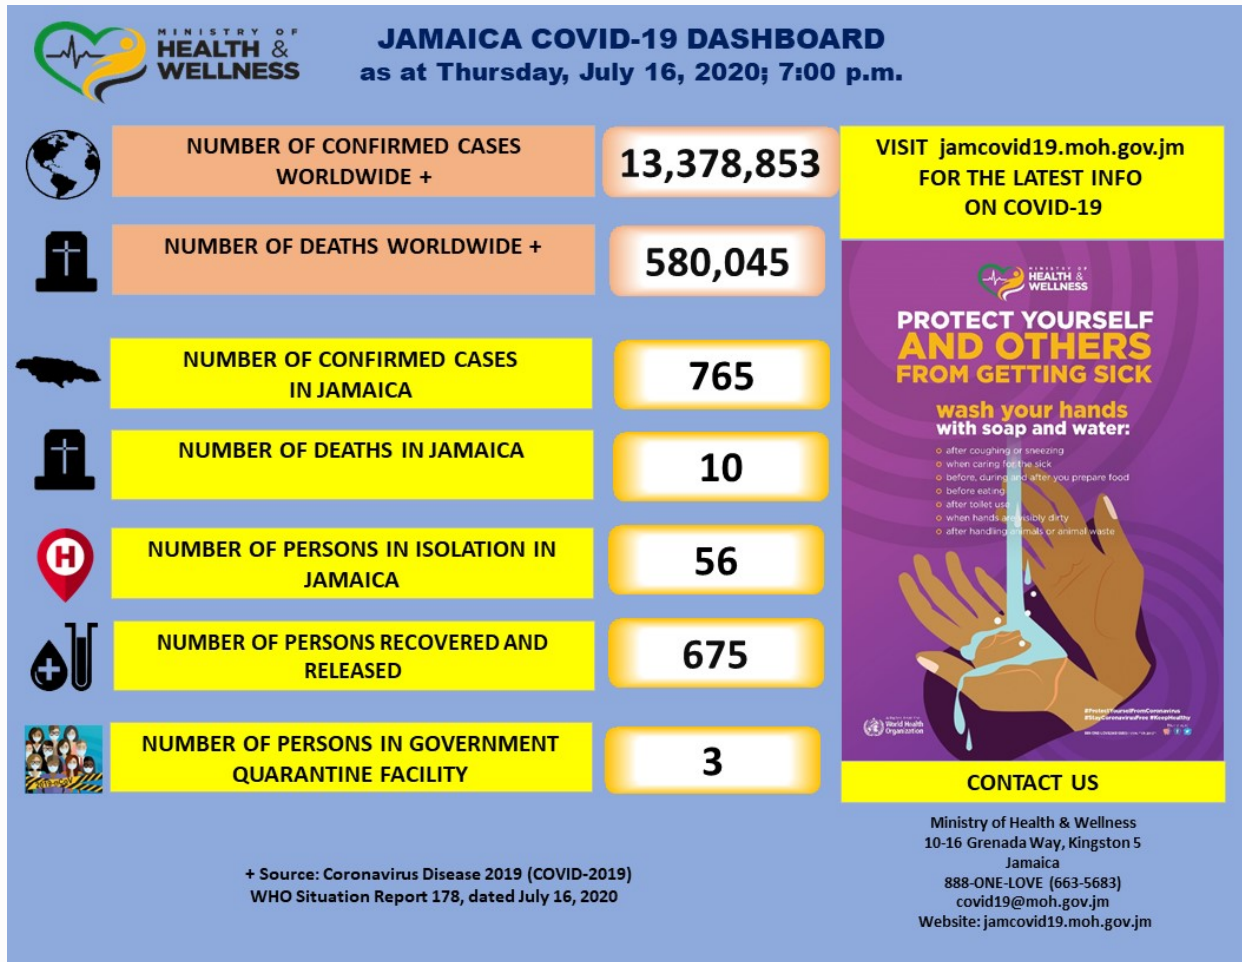 MINISTRY OF
HEALTH &
WELLNESS
JAMAICA COVID-19 DASHBOARD
as at Thursday, July 16, 2020; 7:00 p.m.
NUMBER OF CONFIRMED CASES
WORLDWIDE +
13,378,853
NUMBER OF DEATHS WORLDWIDE +
580,045
NUMBER OF CONFIRMED CASES
IN JAMAICA
765
NUMBER OF DEATHS IN JAMAICA
10
H
NUMBER OF PERSONS IN ISOLATION IN
JAMAICA
56
NUMBER OF PERSONS RECOVERED AND
RELEASED
675
NUMBER OF PERSONS IN GOVERNMENT
QUARANTINE FACILITY
3
+ Source: Coronavirus Disease 2019 (COVID-2019)
WHO Situation Report 178, dated July 16, 2020
VISIT jamcovid19.moh.gov.jm
FOR THE LATEST INFO
ON COVID-19
MINISTRY OF
HEALTH &
WELLNESS
PROTECT YOURSELF
AND OTHERS
FROM GETTING SICK
wash your hands
with soap and water:
after coughing or sneezing
when caring for the sick
before, during and after you prepare food
before eating
after toilet use
when hands are visibly dirty
after handling animals or animal waste
World Health
Organization
#ProtectYourselfFromCoronavirus
#StayCoronavirusFree #KeepHealthy
CONTACT US
Ministry of Health & Wellness
10-16 Grenada Way, Kingston 5
Jamaica
888-ONE-LOVE (663-5683)
covid19@moh.gov.jm
Website: jamcovid19.moh.gov.jm